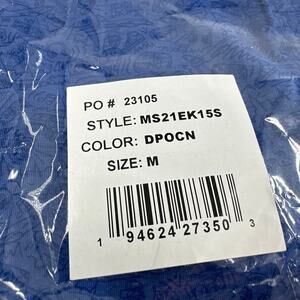 PO # 23105
STYLE: MS21EK15S
COLOR: DPOCN
SIZE: M
1 94624 27350 3